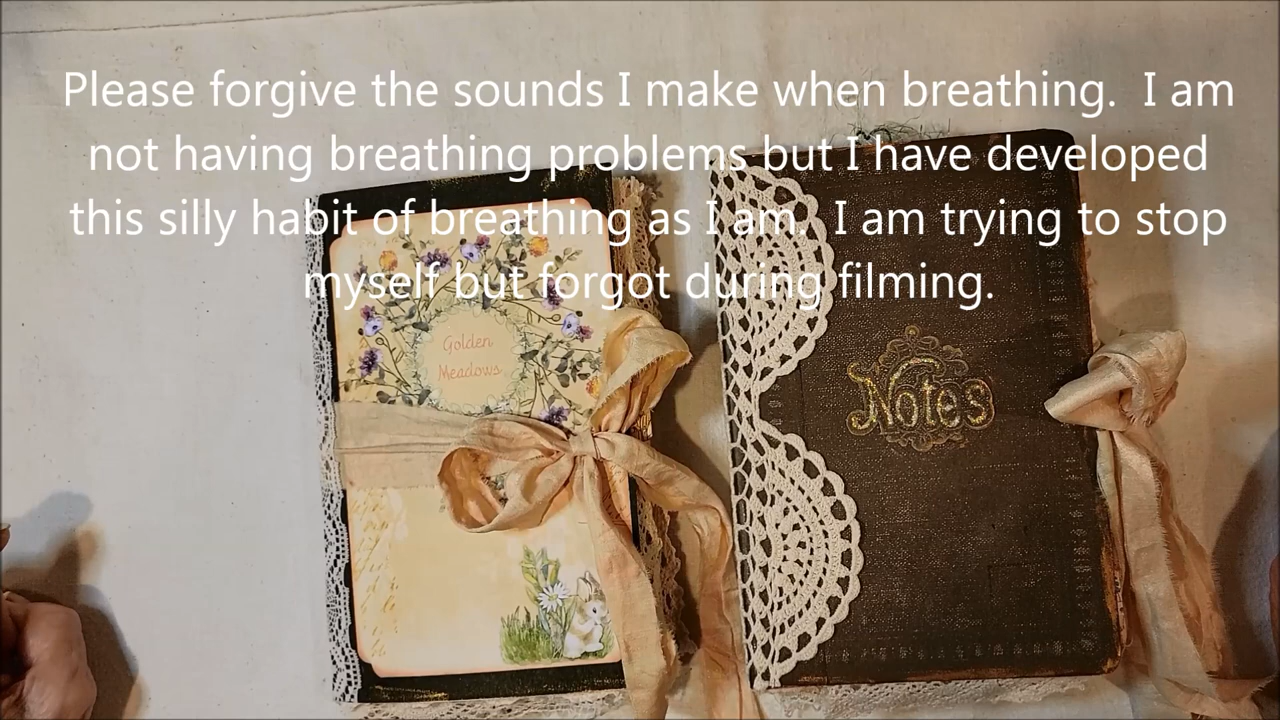 Please forgive the sounds I make when breathing.  I am
not having breathing problems but I have developed
this silly habit of breathing as I am.  I am trying to stop
myself but forgot during filming.
Golden
Meadows
Notes